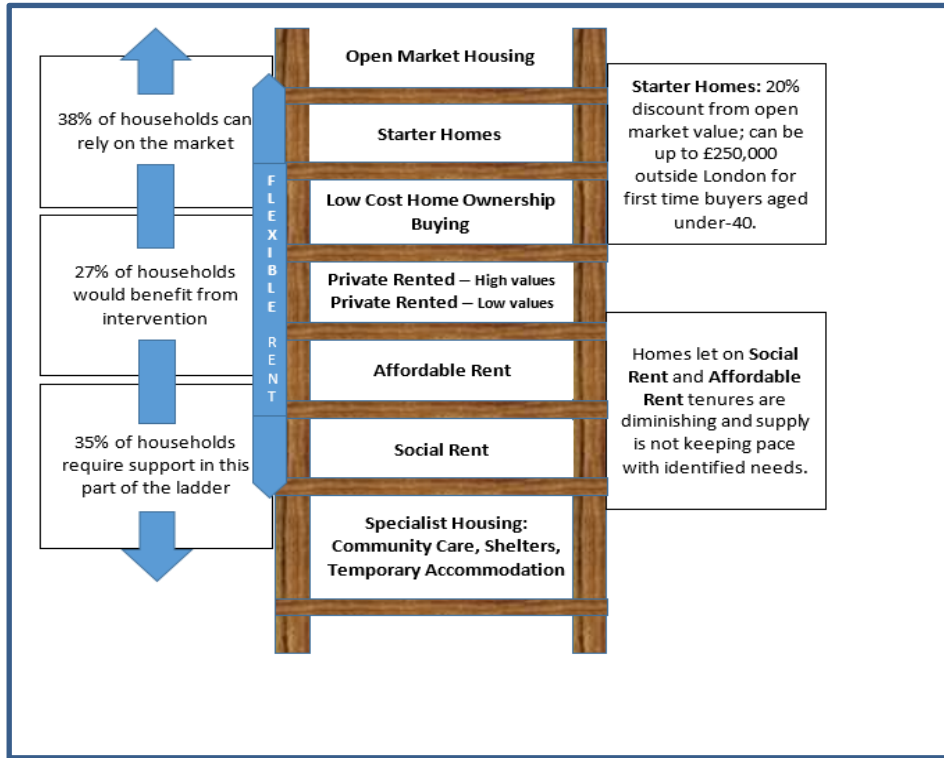 38% of households can
rely on the market
27% of households
would benefit from
intervention
35% of households
require support in this
part of the ladder
FLEXIBLE RENT
Open Market Housing
Starter Homes
Low Cost Home Ownership
Buying
Private Rented – High values
Private Rented – Low values
Affordable Rent
Social Rent
Specialist Housing:
Community Care, Shelters,
Temporary Accommodation
Starter Homes: 20%
discount from open
market value; can be
up to £250,000
outside London for
first time buyers aged
under-40.
Homes let on Social
Rent and Affordable
Rent tenures are
diminishing and supply
is not keeping pace
with identified needs.